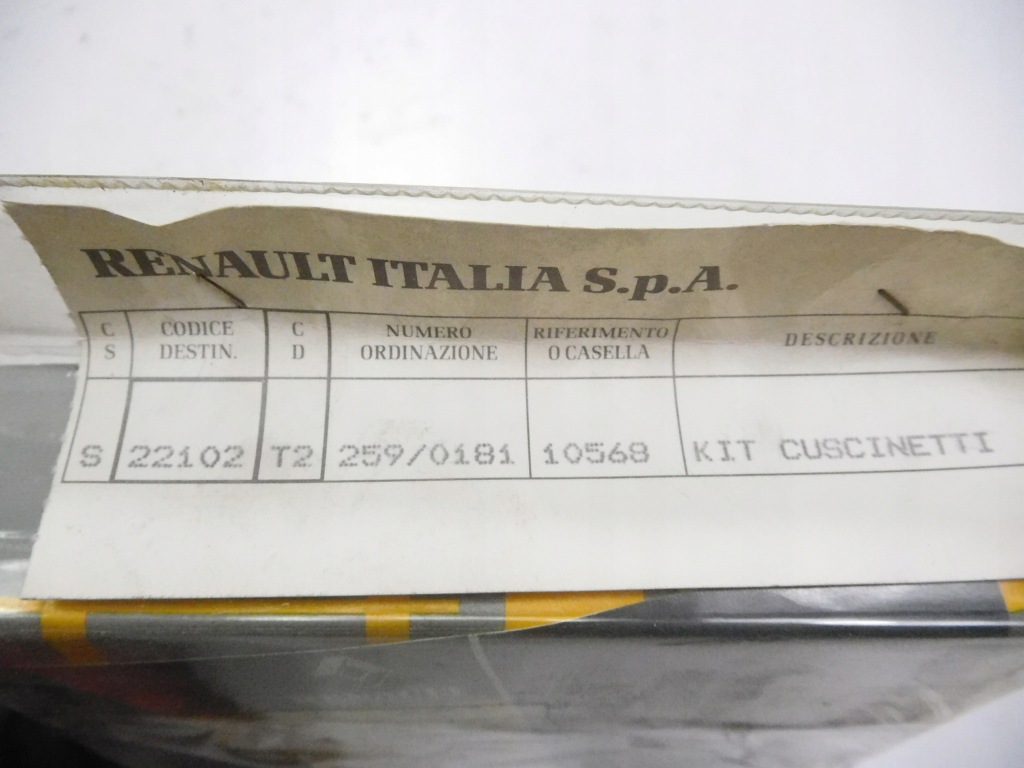 RENAULT ITALIA S.p.A.
C S CODICE DESTIN. C D NUMERO ORDINAZIONE RIFERIMENTO O CASELLA DESCRIZIONE
S 22102 T2 259/0181 10568 KIT CUSCINETTI